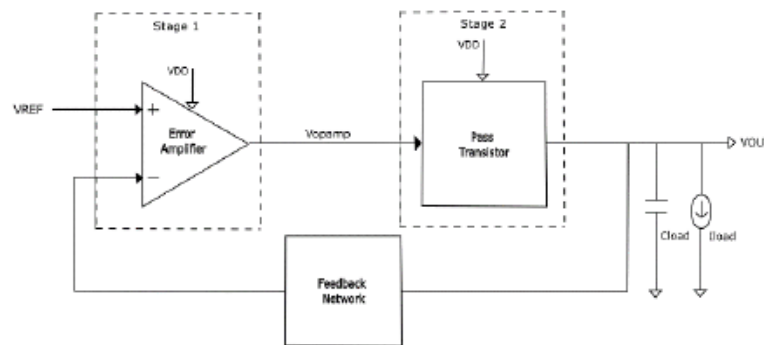 Stage 1
Stage 2
VDD
VDD
VREF
+
Error
Amplifier
Vopamp
Pass
Transistor
VOU
−
Cload
Iload
Feedback
Network